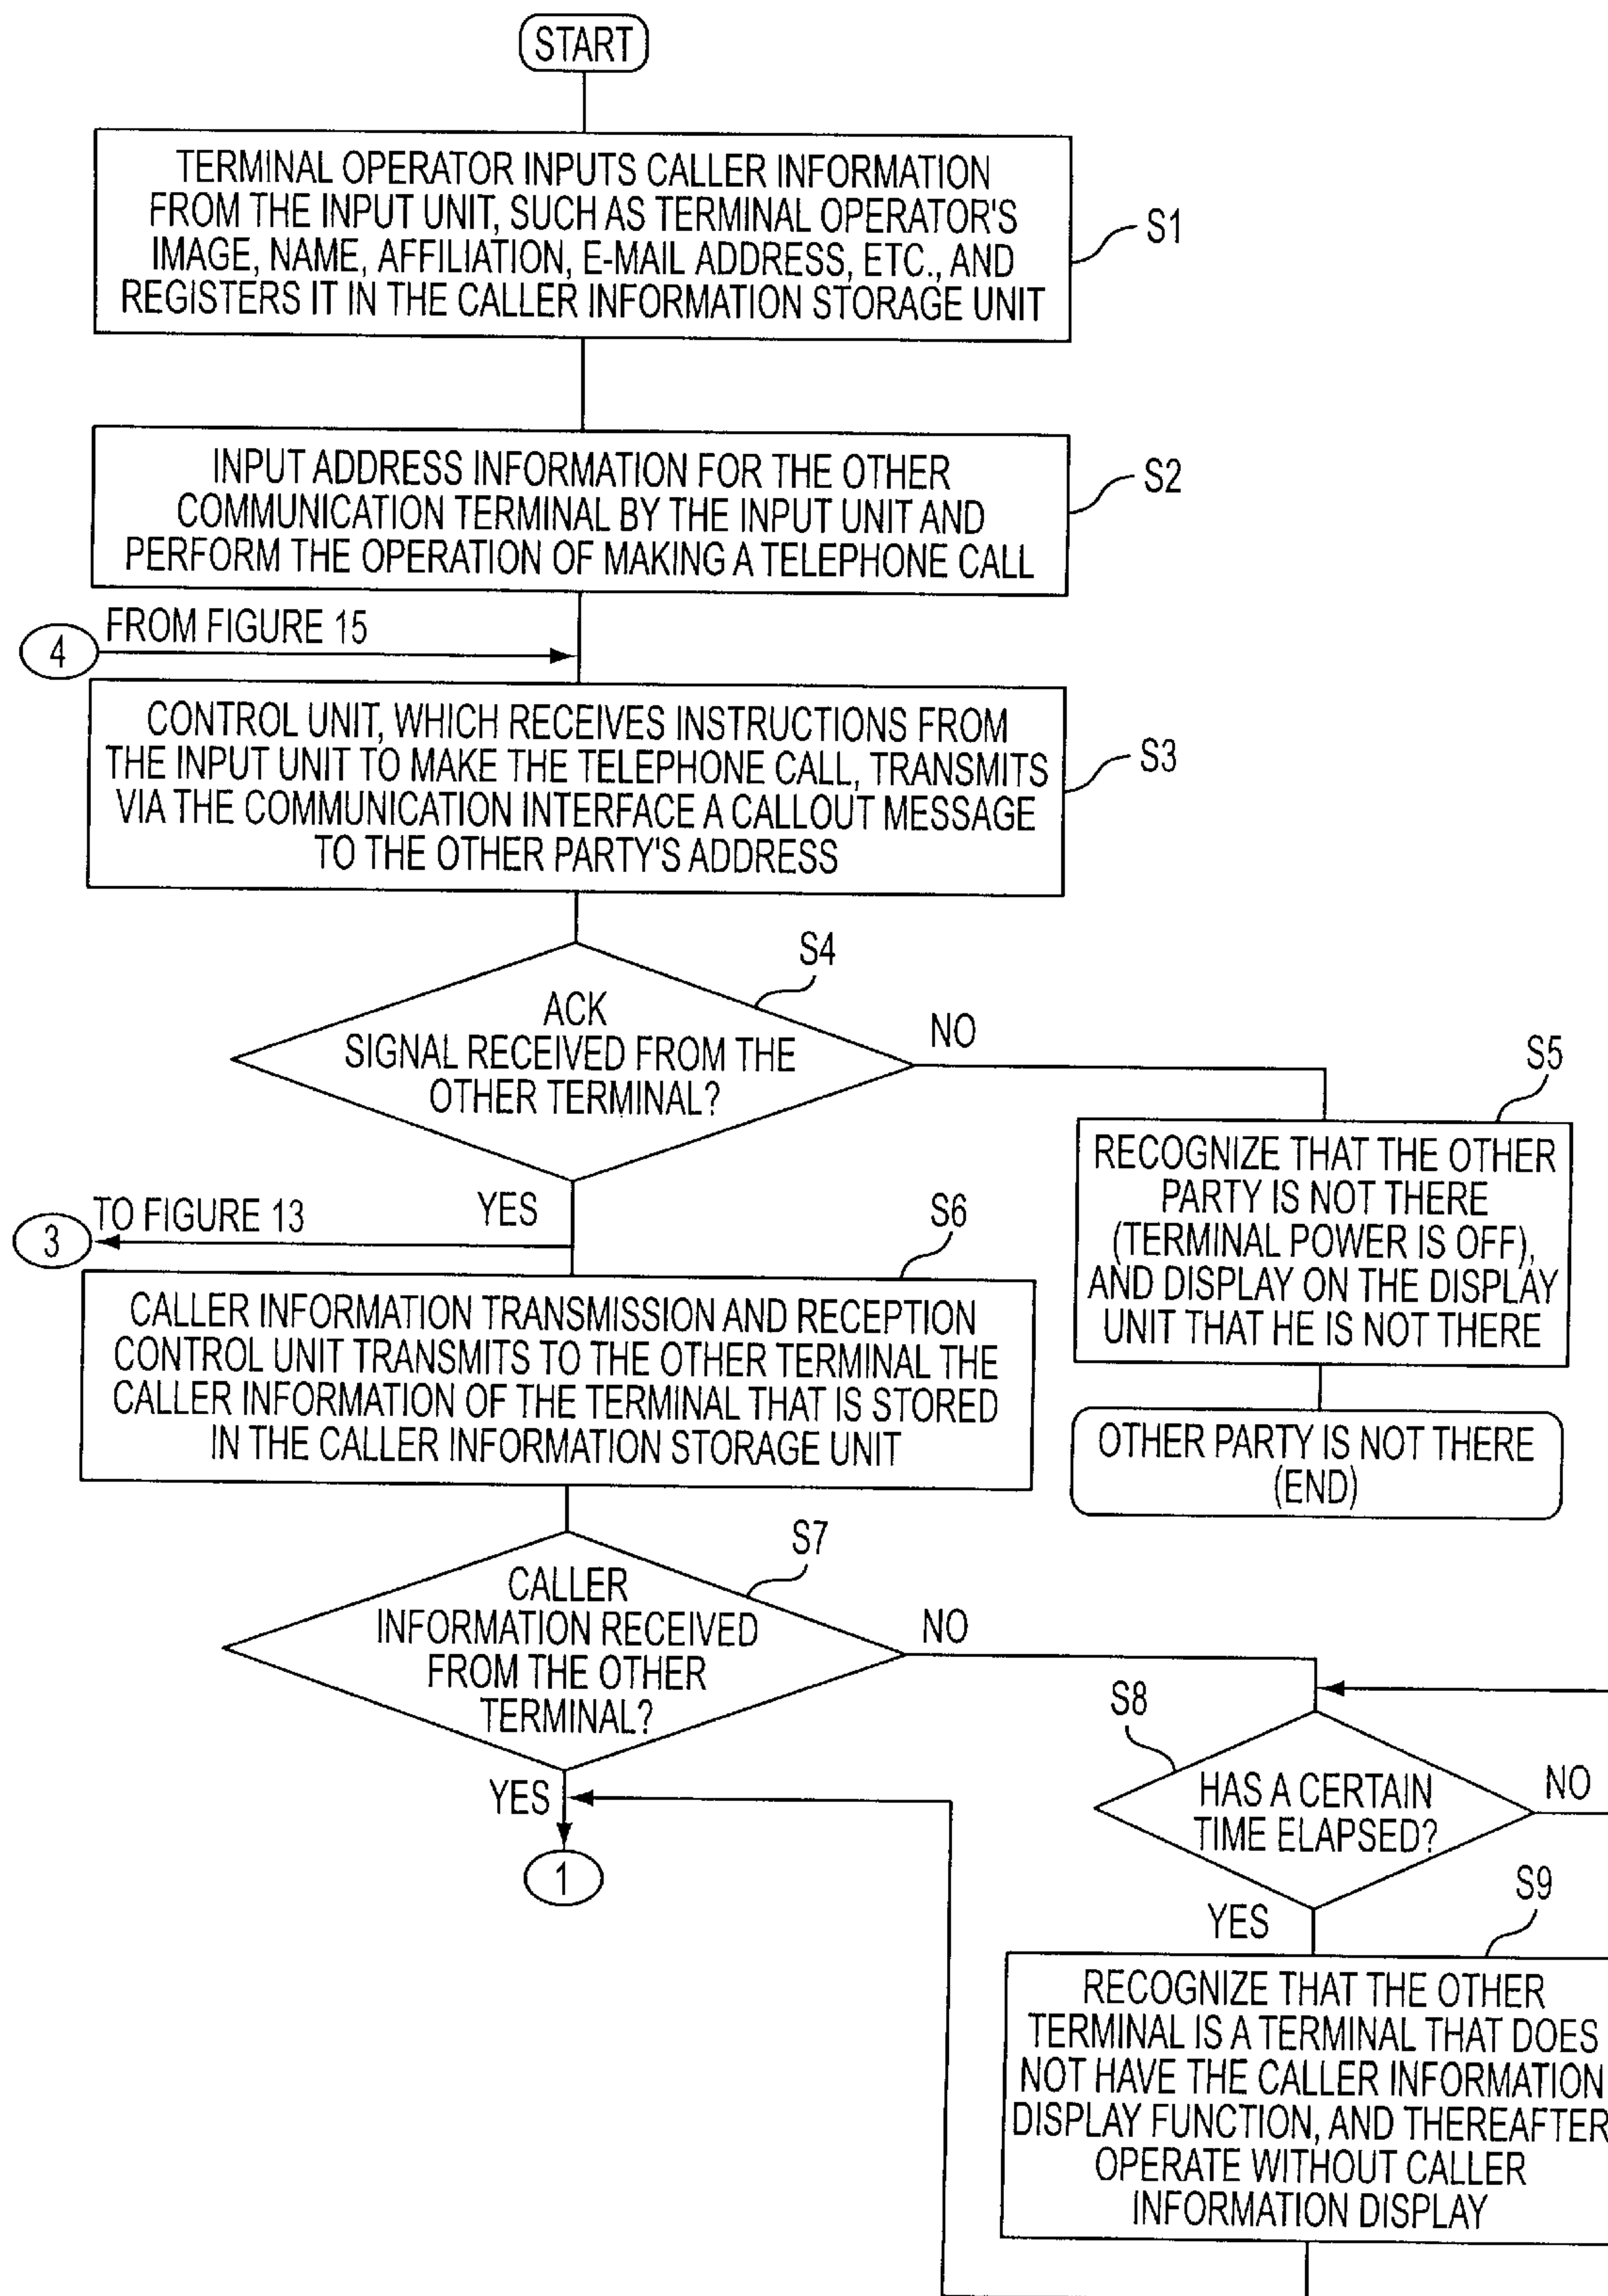 START
TERMINAL OPERATOR INPUTS CALLER INFORMATION
FROM THE INPUT UNIT, SUCH AS TERMINAL OPERATOR'S
IMAGE, NAME, AFFILIATION, E-MAIL ADDRESS, ETC., AND
REGISTERS IT IN THE CALLER INFORMATION STORAGE UNIT
S1
INPUT ADDRESS INFORMATION FOR THE OTHER
COMMUNICATION TERMINAL BY THE INPUT UNIT AND
PERFORM THE OPERATION OF MAKING A TELEPHONE CALL
S2
4
FROM FIGURE 15
CONTROL UNIT, WHICH RECEIVES INSTRUCTIONS FROM
THE INPUT UNIT TO MAKE THE TELEPHONE CALL, TRANSMITS
VIA THE COMMUNICATION INTERFACE A CALLOUT MESSAGE
TO THE OTHER PARTY'S ADDRESS
S3
S4
ACK
SIGNAL RECEIVED FROM THE
OTHER TERMINAL?
NO
S5
RECOGNIZE THAT THE OTHER
PARTY IS NOT THERE
(TERMINAL POWER IS OFF),
AND DISPLAY ON THE DISPLAY
UNIT THAT HE IS NOT THERE
OTHER PARTY IS NOT THERE
(END)
YES
3
TO FIGURE 13
S6
CALLER INFORMATION TRANSMISSION AND RECEPTION
CONTROL UNIT TRANSMITS TO THE OTHER TERMINAL THE
CALLER INFORMATION OF THE TERMINAL THAT IS STORED
IN THE CALLER INFORMATION STORAGE UNIT
S7
CALLER
INFORMATION RECEIVED
FROM THE OTHER
TERMINAL?
NO
YES
1
S8
HAS A CERTAIN
TIME ELAPSED?
NO
YES
S9
RECOGNIZE THAT THE OTHER
TERMINAL IS A TERMINAL THAT DOES
NOT HAVE THE CALLER INFORMATION
DISPLAY FUNCTION, AND THEREAFTER
OPERATE WITHOUT CALLER
INFORMATION DISPLAY